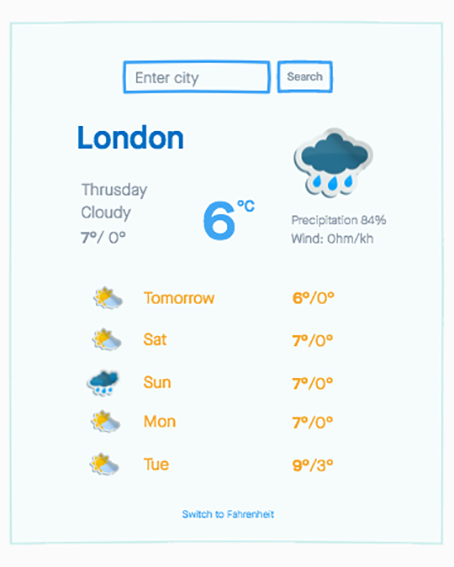 Enter city
Search
London
Thrusday
Cloudy
7°/ 0°
6°C
Precipitation 84%
Wind: 0hm/kh
Tomorrow 6°/0°
Sat 7°/0°
Sun 7°/0°
Mon 7°/0°
Tue 9°/3°
Switch to Fahrenheit